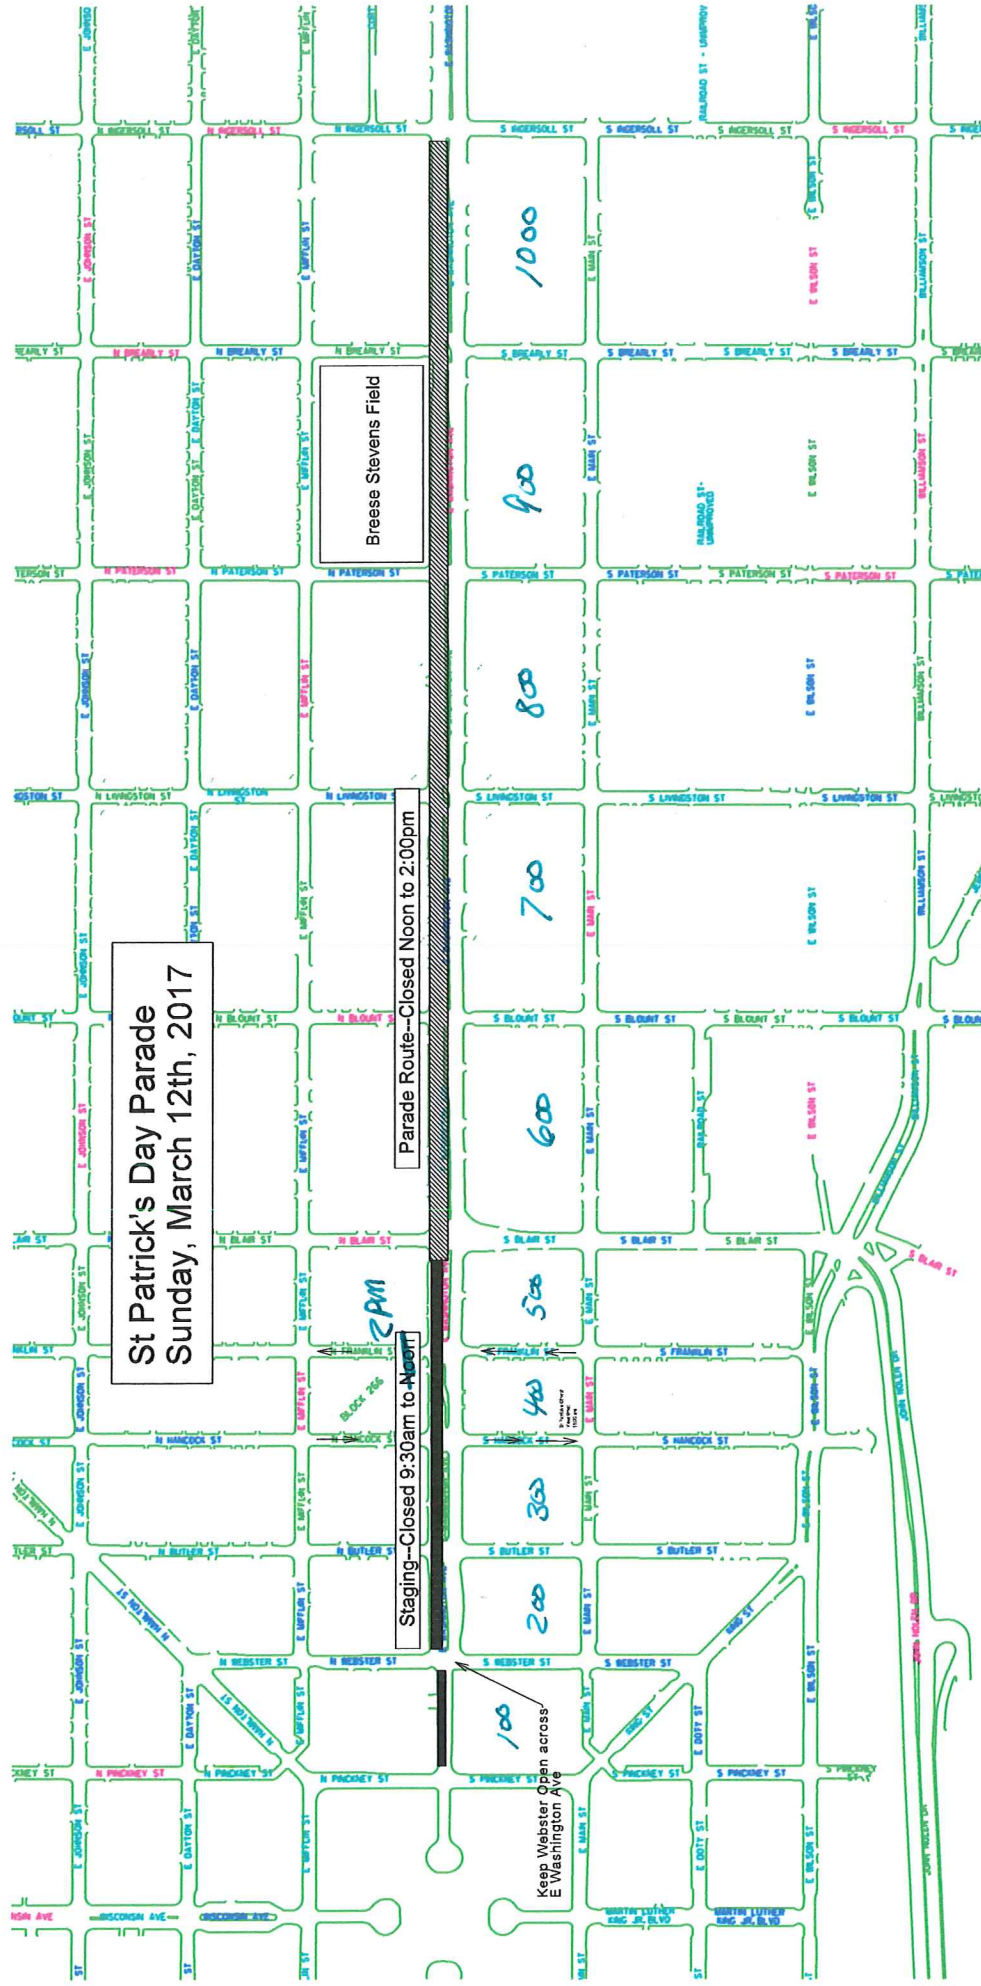 St Patrick's Day Parade
Sunday, March 12th, 2017
Breese Stevens Field
Parade Route--Closed Noon to 2:00pm
Staging--Closed 9:30am to Noon
2PM
Keep Webster Open across
E Washington Ave
100
200
300
400
500
600
700
800
900
1000
BLOCK 266
E JOHNSON ST
E DAYTON ST
E MIFFLIN ST
E MAIN ST
E DOTY ST
E WILSON ST
WILLIAMSON ST
RAILROAD ST
RAILROAD ST - UNIMPROV
RAILROAD ST-
UNIMPROVED
JOHN NOLEN DR
KING ST
N HAMILTON ST
WISCONSIN AVE
MARTIN LUTHER
KING JR. BLVD
N PINCKNEY ST
S PINCKNEY ST
N WEBSTER ST
S WEBSTER ST
N BUTLER ST
S BUTLER ST
N HANCOCK ST
S HANCOCK ST
S FRANKLIN ST
N BLAIR ST
S BLAIR ST
N BLOUNT ST
S BLOUNT ST
N LIVINGSTON ST
S LIVINGSTON ST
N PATERSON ST
S PATERSON ST
N BREARLY ST
S BREARLY ST
N INGERSOLL ST
S INGERSOLL ST